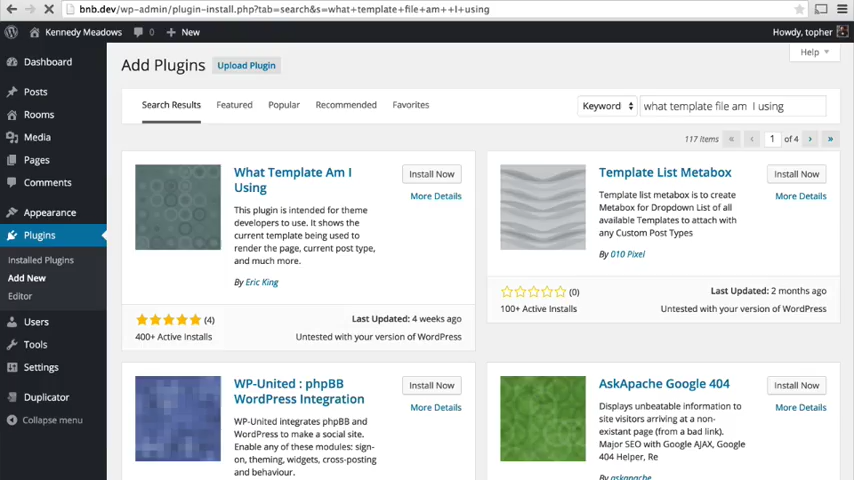 bnb.dev/wp-admin/plugin-install.php?tab=search&s=what+template+file+am++I+using
Kennedy Meadows 0 + New Howdy, topher
Help
Dashboard
Posts
Rooms
Media
Pages
Comments
Appearance
Plugins
Installed Plugins
Add New
Editor
Users
Tools
Settings
Duplicator
Collapse menu
Add Plugins Upload Plugin
Search Results Featured Popular Recommended Favorites Keyword what template file am  I using
117 items « ‹ 1 of 4 › »
What Template Am I
Using
Install Now
More Details
This plugin is intended for theme
developers to use. It shows the
current template being used to
render the page, current post type,
and much more.
By Eric King
(4)
400+ Active Installs
Last Updated: 4 weeks ago
Untested with your version of WordPress
Template List Metabox
Install Now
More Details
Template list metabox is to create
Metabox for Dropdown List of all
available Templates to attach with
any Custom Post Types
By 010 Pixel
(0)
100+ Active Installs
Last Updated: 2 months ago
Untested with your version of WordPress
WP-United : phpBB
WordPress Integration
Install Now
More Details
WP-United integrates phpBB and
WordPress to make a social site.
Enable any of these modules: sign-
on, theming, widgets, cross-posting
and behaviour.
AskApache Google 404
Install Now
More Details
Displays unbeatable information to
site visitors arriving at a non-
existant page (from a bad link).
Major SEO with Google AJAX, Google
404 Helper, Re
By askapache